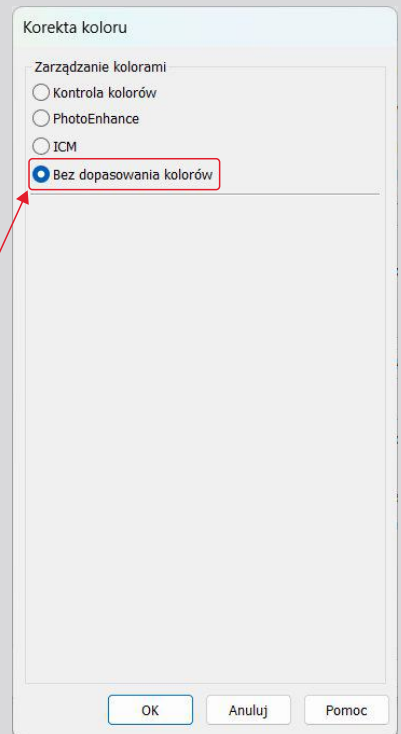 Korekta koloru
Zarządzanie kolorami
Kontrola kolorów
PhotoEnhance
ICM
Bez dopasowania kolorów
OK Anuluj Pomoc